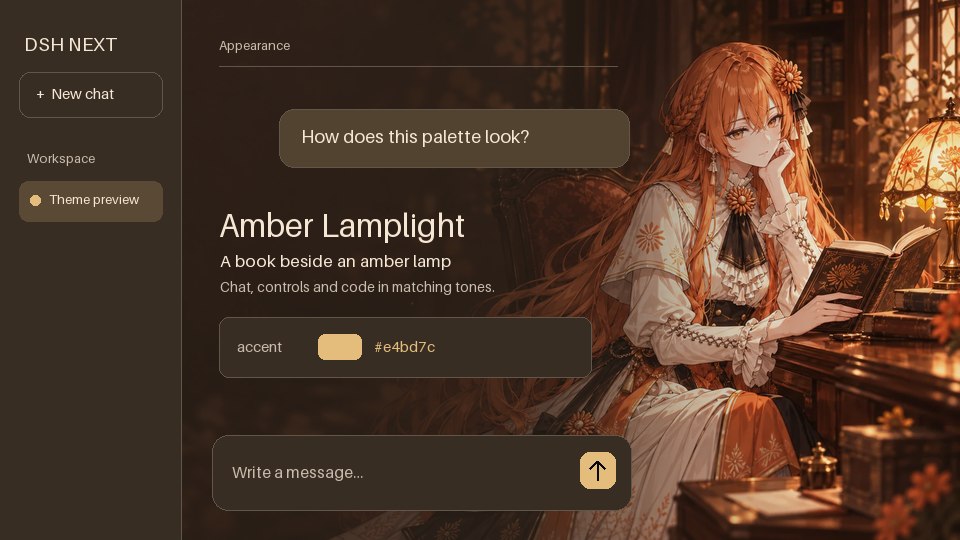 DSH NEXT
+ New chat
Workspace
Theme preview
Appearance
How does this palette look?
Amber Lamplight
A book beside an amber lamp
Chat, controls and code in matching tones.
accent #e4bd7c
Write a message...